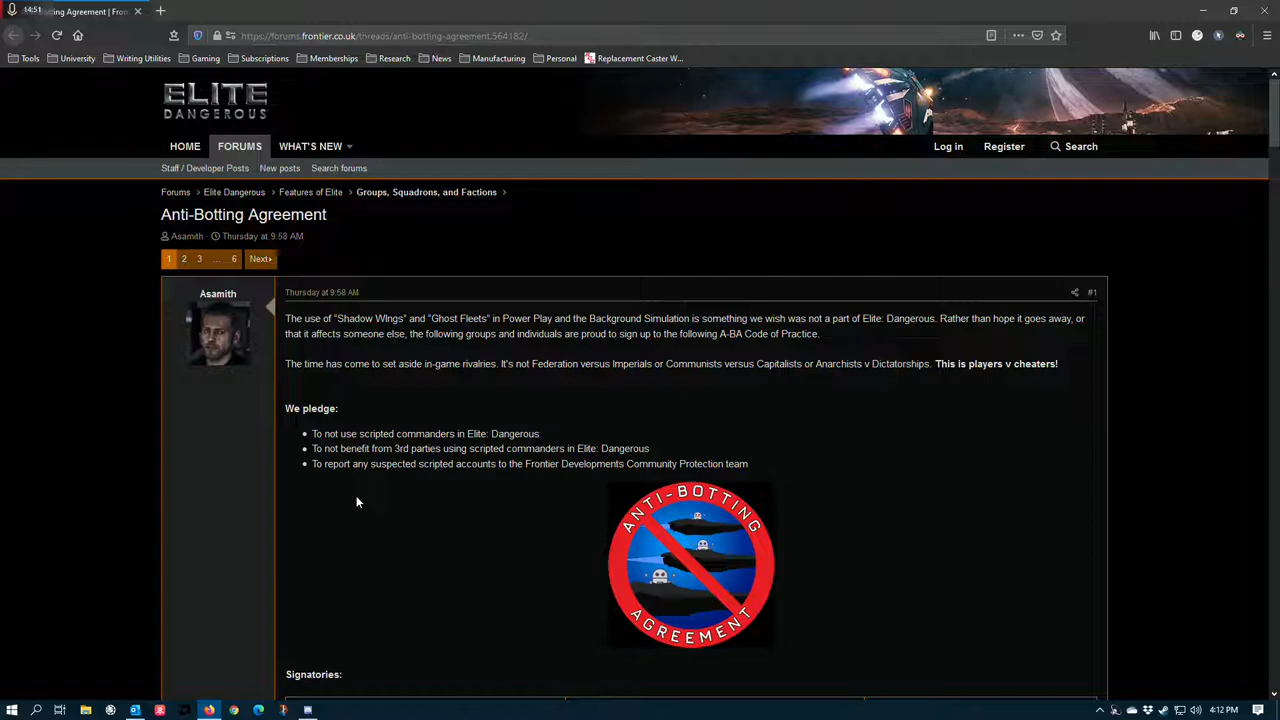 14:51
Botting Agreement | Fron
https://forums.frontier.co.uk/threads/anti-botting-agreement.564182/
Tools
University
Writing Utilities
Gaming
Subscriptions
Memberships
Research
News
Manufacturing
Personal
Replacement Caster W...
ELITE
DANGEROUS
HOME
FORUMS
WHAT'S NEW
Log in
Register
Search
Staff / Developer Posts
New posts
Search forums
Forums
Elite Dangerous
Features of Elite
Groups, Squadrons, and Factions
Anti-Botting Agreement
Asamith
Thursday at 9:58 AM
1 2 3 ... 6 Next
Asamith
Thursday at 9:58 AM
#1
The use of "Shadow WIngs" and "Ghost Fleets" in Power Play and the Background Simulation is something we wish was not a part of Elite: Dangerous. Rather than hope it goes away, or
that it affects someone else, the following groups and individuals are proud to sign up to the following A-BA Code of Practice.
The time has come to set aside in-game rivalries. It's not Federation versus Imperials or Communists versus Capitalists or Anarchists v Dictatorships. This is players v cheaters!
We pledge:
To not use scripted commanders in Elite: Dangerous
To not benefit from 3rd parties using scripted commanders in Elite: Dangerous
To report any suspected scripted accounts to the Frontier Developments Community Protection team
ANTI-BOTTING
AGREEMENT
Signatories:
4:12 PM